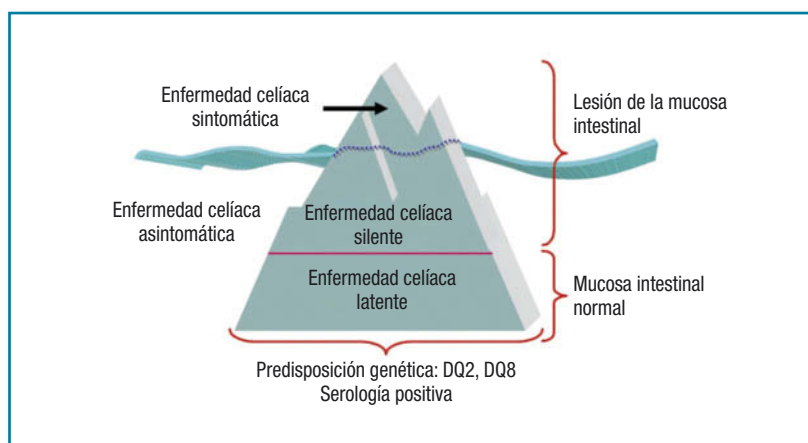 Enfermedad celíaca
sintomática
Lesión de la mucosa
intestinal
Enfermedad celíaca
asintomática
Enfermedad celíaca
silente
Enfermedad celíaca
latente
Mucosa intestinal
normal
Predisposición genética: DQ2, DQ8
Serología positiva